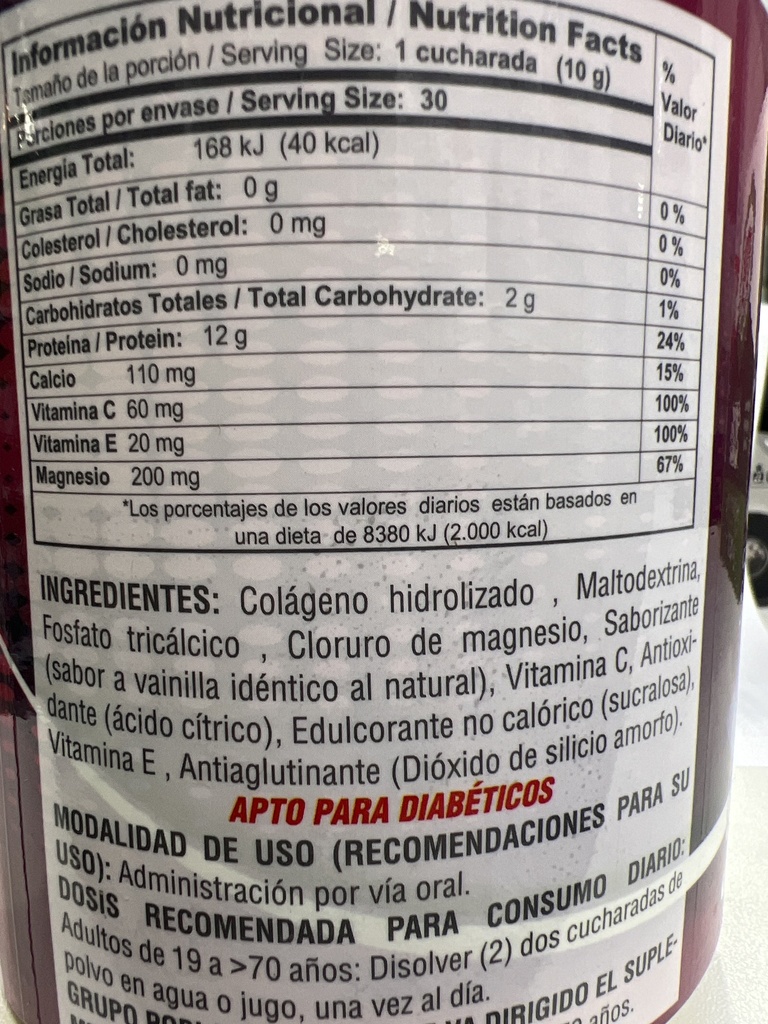 Información Nutricional / Nutrition Facts
Tamaño de la porción / Serving Size: 1 cucharada (10 g)
% Valor Diario*
Porciones por envase / Serving Size: 30
Energia Total: 168 kJ (40 kcal)
Grasa Total / Total fat: 0 g 0 %
Colesterol / Cholesterol: 0 mg 0 %
Sodio / Sodium: 0 mg 0%
Carbohidratos Totales / Total Carbohydrate: 2 g 1%
Proteína / Protein: 12 g 24%
Calcio 110 mg 15%
Vitamina C 60 mg 100%
Vitamina E 20 mg 100%
Magnesio 200 mg 67%
*Los porcentajes de los valores diarios están basados en
una dieta de 8380 kJ (2.000 kcal)
INGREDIENTES: Colágeno hidrolizado , Maltodextrina,
Fosfato tricálcico , Cloruro de magnesio, Saborizante
(sabor a vainilla idéntico al natural), Vitamina C, Antioxi-
dante (ácido cítrico), Edulcorante no calórico (sucralosa),
Vitamina E , Antiaglutinante (Dióxido de silicio amorfo).
APTO PARA DIABÉTICOS
MODALIDAD DE USO (RECOMENDACIONES PARA SU
USO): Administración por vía oral.
DOSIS RECOMENDADA PARA CONSUMO DIARIO:
Adultos de 19 a >70 años: Disolver (2) dos cucharadas de
polvo en agua o jugo, una vez al día.
GRUPO DIRIGIDO EL SUPLE-
años.